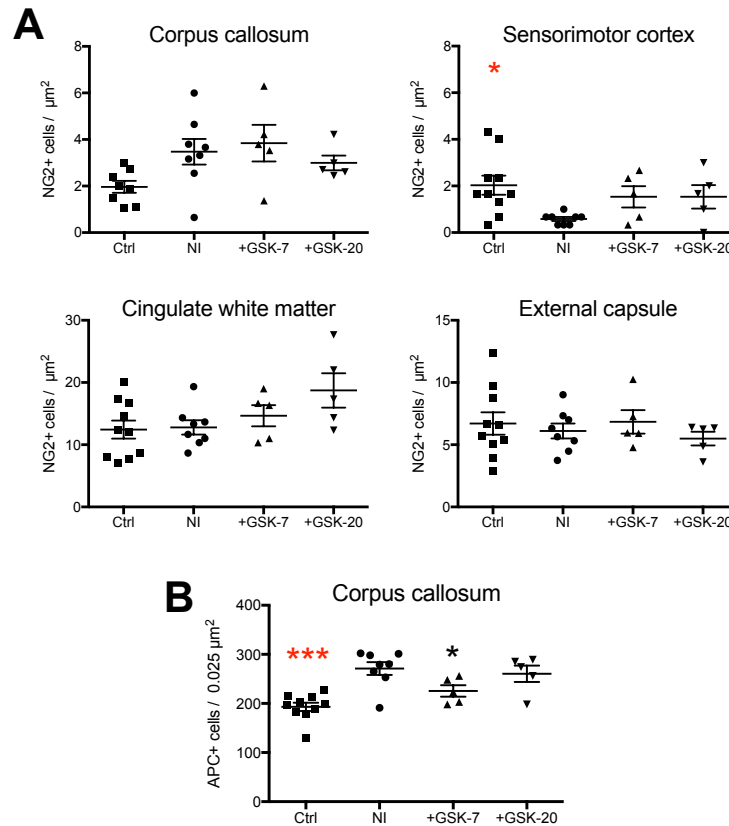 A
Corpus callosum
NG2+ cells / µm²
8
6
4
2
0
Ctrl NI +GSK-7 +GSK-20
Sensorimotor cortex
NG2+ cells / µm²
8
6
4
2
0
*
Ctrl NI +GSK-7 +GSK-20
Cingulate white matter
NG2+ cells / µm²
30
20
10
0
Ctrl NI +GSK-7 +GSK-20
External capsule
NG2+ cells / µm²
15
10
5
0
Ctrl NI +GSK-7 +GSK-20
B
Corpus callosum
APC+ cells / 0.025 µm²
400
300
200
100
0
*** *
Ctrl NI +GSK-7 +GSK-20